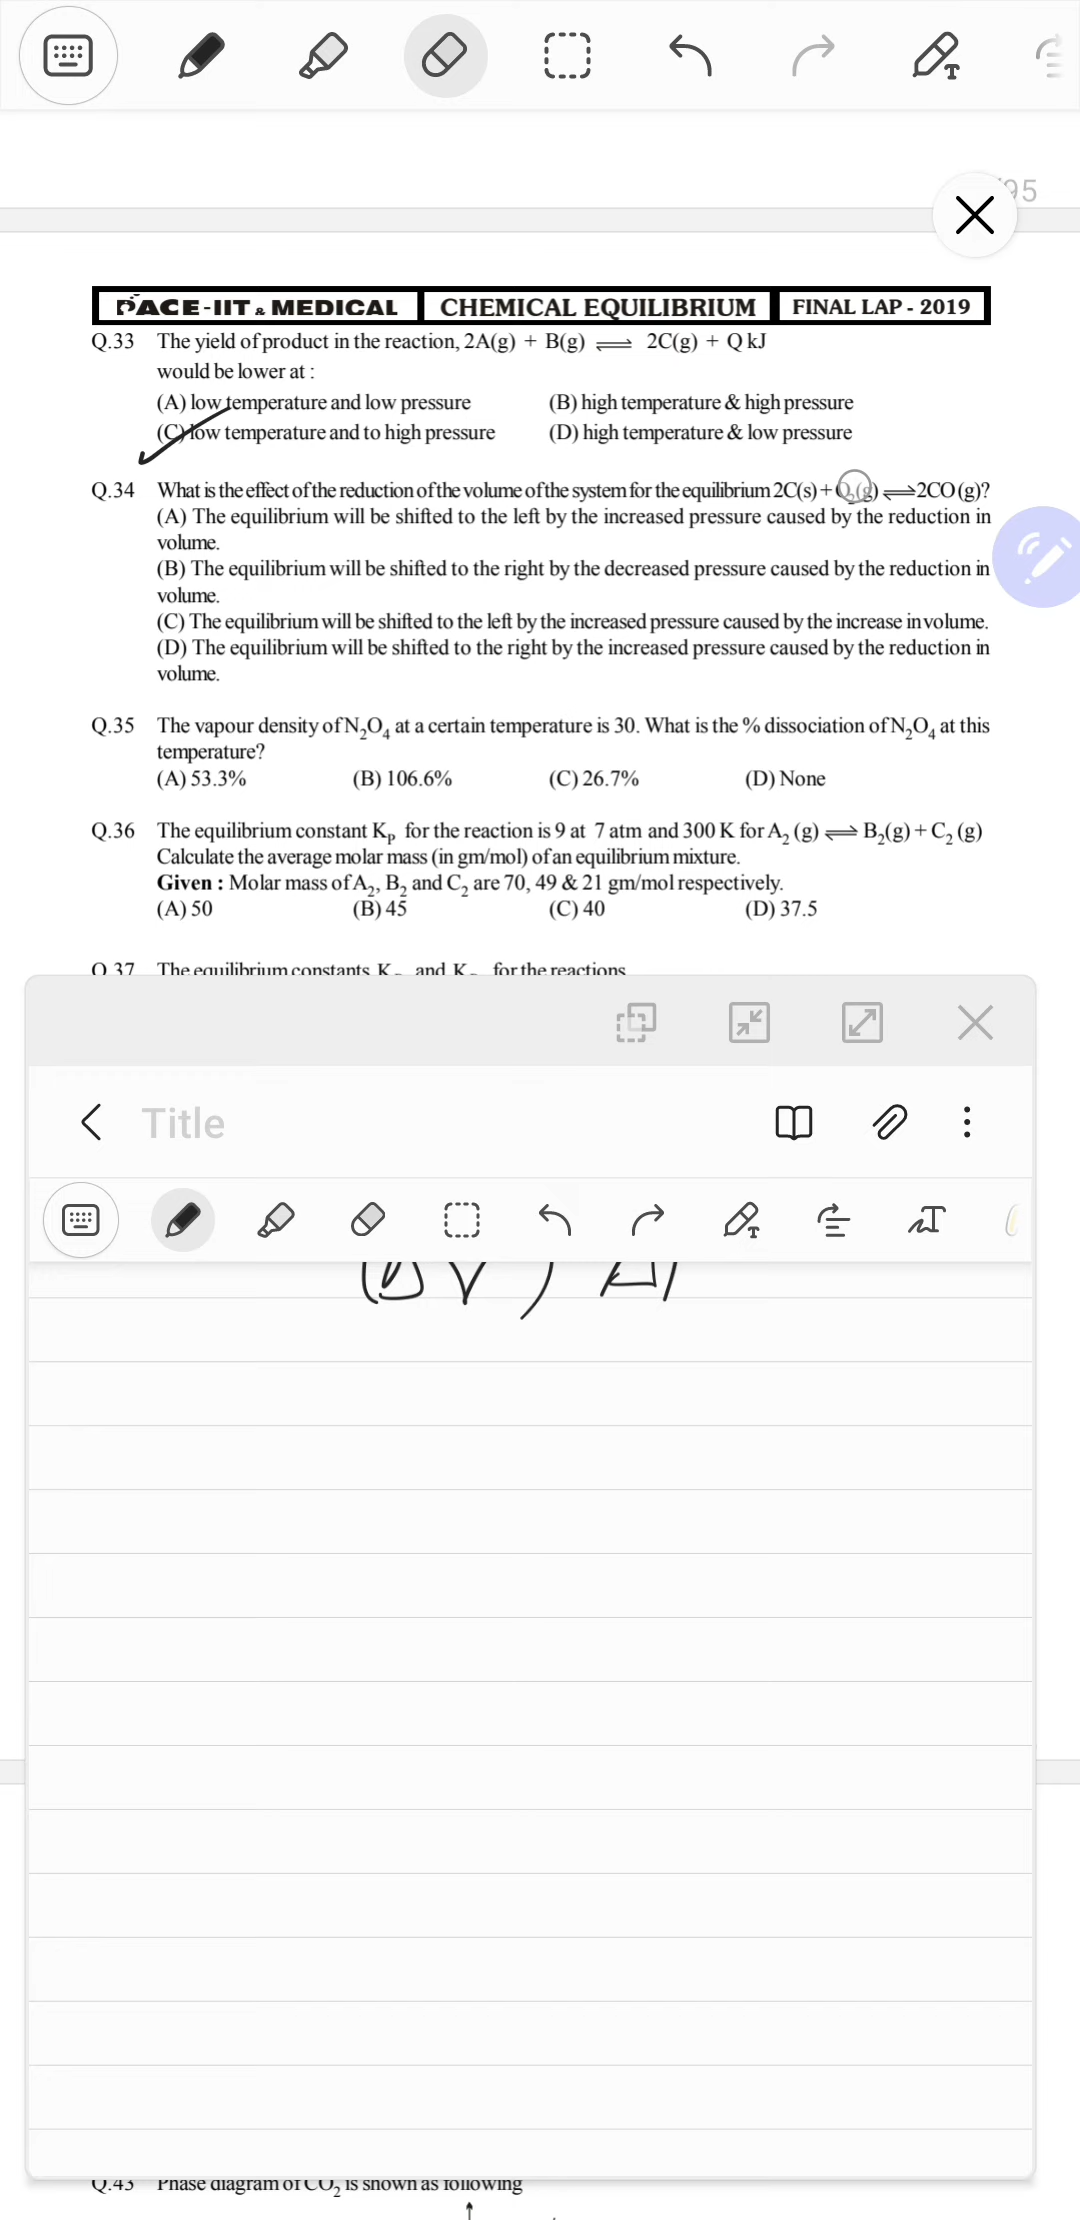 95
PACE-IIT & MEDICAL CHEMICAL EQUILIBRIUM FINAL LAP - 2019
Q.33 The yield of product in the reaction, 2A(g) + B(g) ⇌ 2C(g) + Q kJ
would be lower at :
(A) low temperature and low pressure (B) high temperature & high pressure
(C) low temperature and to high pressure (D) high temperature & low pressure
Q.34 What is the effect of the reduction of the volume of the system for the equilibrium 2C(s) + O₂(g) ⇌ 2CO (g)?
(A) The equilibrium will be shifted to the left by the increased pressure caused by the reduction in
volume.
(B) The equilibrium will be shifted to the right by the decreased pressure caused by the reduction in
volume.
(C) The equilibrium will be shifted to the left by the increased pressure caused by the increase in volume.
(D) The equilibrium will be shifted to the right by the increased pressure caused by the reduction in
volume.
Q.35 The vapour density of N₂O₄ at a certain temperature is 30. What is the % dissociation of N₂O₄ at this
temperature?
(A) 53.3% (B) 106.6% (C) 26.7% (D) None
Q.36 The equilibrium constant Kₚ for the reaction is 9 at 7 atm and 300 K for A₂ (g) ⇌ B₂(g) + C₂ (g)
Calculate the average molar mass (in gm/mol) of an equilibrium mixture.
Given : Molar mass of A₂, B₂ and C₂ are 70, 49 & 21 gm/mol respectively.
(A) 50 (B) 45 (C) 40 (D) 37.5
Q.37 The equilibrium constants K and K for the reactions
Title
Q.43 Phase diagram of CO₂ is shown as following